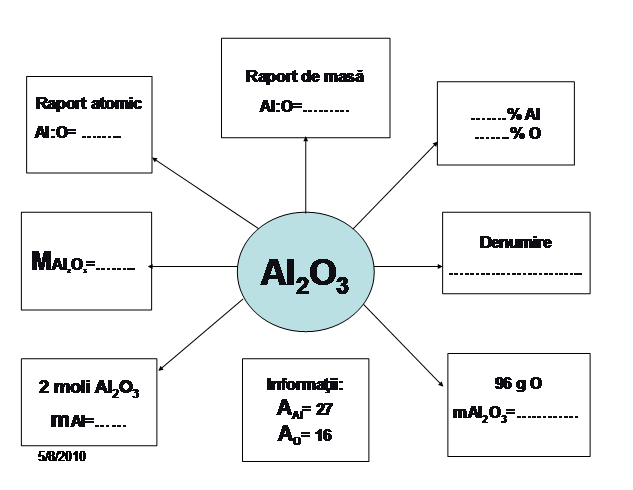 Raport de masă
Al:O=.........
Raport atomic
Al:O= ........
.......% Al
.......% O
MAl₂O₃=........
Al₂O₃
Denumire
..............................
2 moli Al₂O₃
mAl=......
Informaţii:
AAl= 27
AO= 16
96 g O
mAl₂O₃=.............
5/8/2010